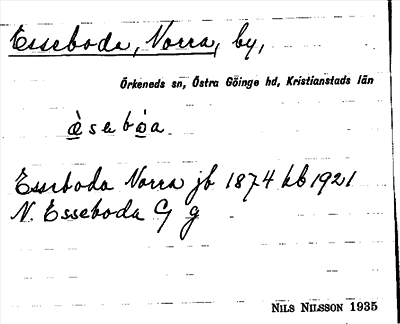 Esseboda, Norra, by,
Örkeneds sn, Östra Göinge hd, Kristianstads län
èsebòa
Esseboda Norra jb 1874 kb 1921
N. Esseboda G g
NILS NILSSON 1935